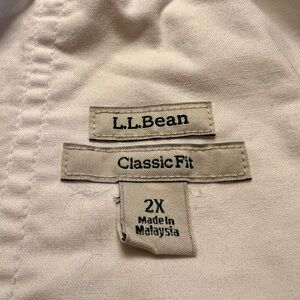 L.L.Bean
Classic Fit
2X
Made In
Malaysia